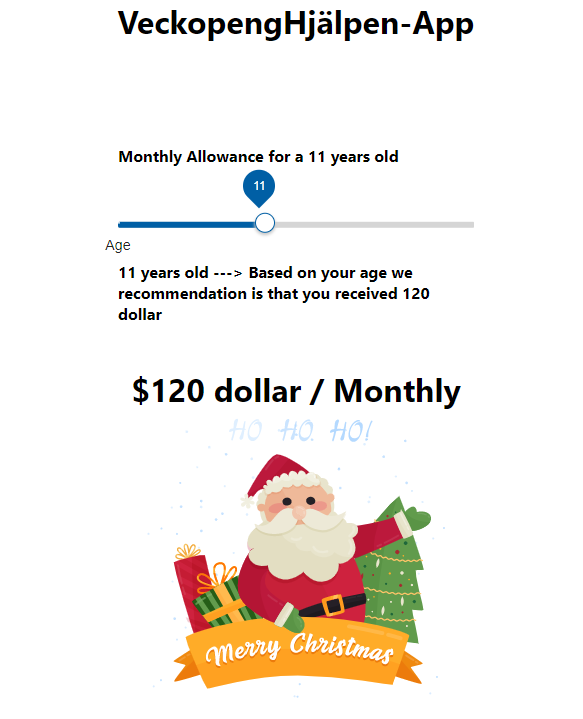 VeckopengHjälpen-App
Monthly Allowance for a 11 years old
11
Age
11 years old ---> Based on your age we
recommendation is that you received 120
dollar
$120 dollar / Monthly
HO HO. HO!
Merry Christmas